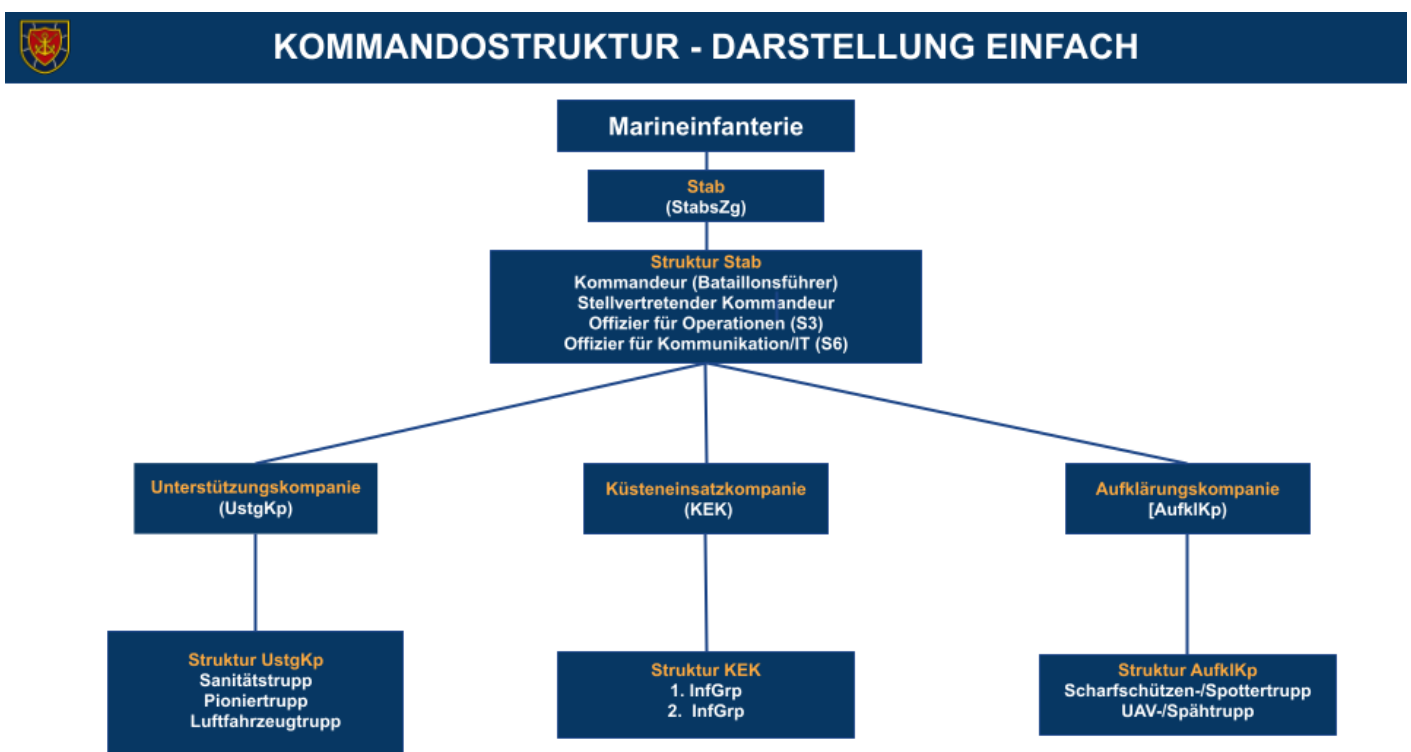 KOMMANDOSTRUKTUR - DARSTELLUNG EINFACH
Marineinfanterie
Stab
(StabsZg)
Struktur Stab
Kommandeur (Bataillonsführer)
Stellvertretender Kommandeur
Offizier für Operationen (S3)
Offizier für Kommunikation/IT (S6)
Unterstützungskompanie
(UstgKp)
Küsteneinsatzkompanie
(KEK)
Aufklärungskompanie
[AufklKp)
Struktur UstgKp
Sanitätstrupp
Pioniertrupp
Luftfahrzeugtrupp
Struktur KEK
1. InfGrp
2. InfGrp
Struktur AufklKp
Scharfschützen-/Spottertrupp
UAV-/Spähtrupp